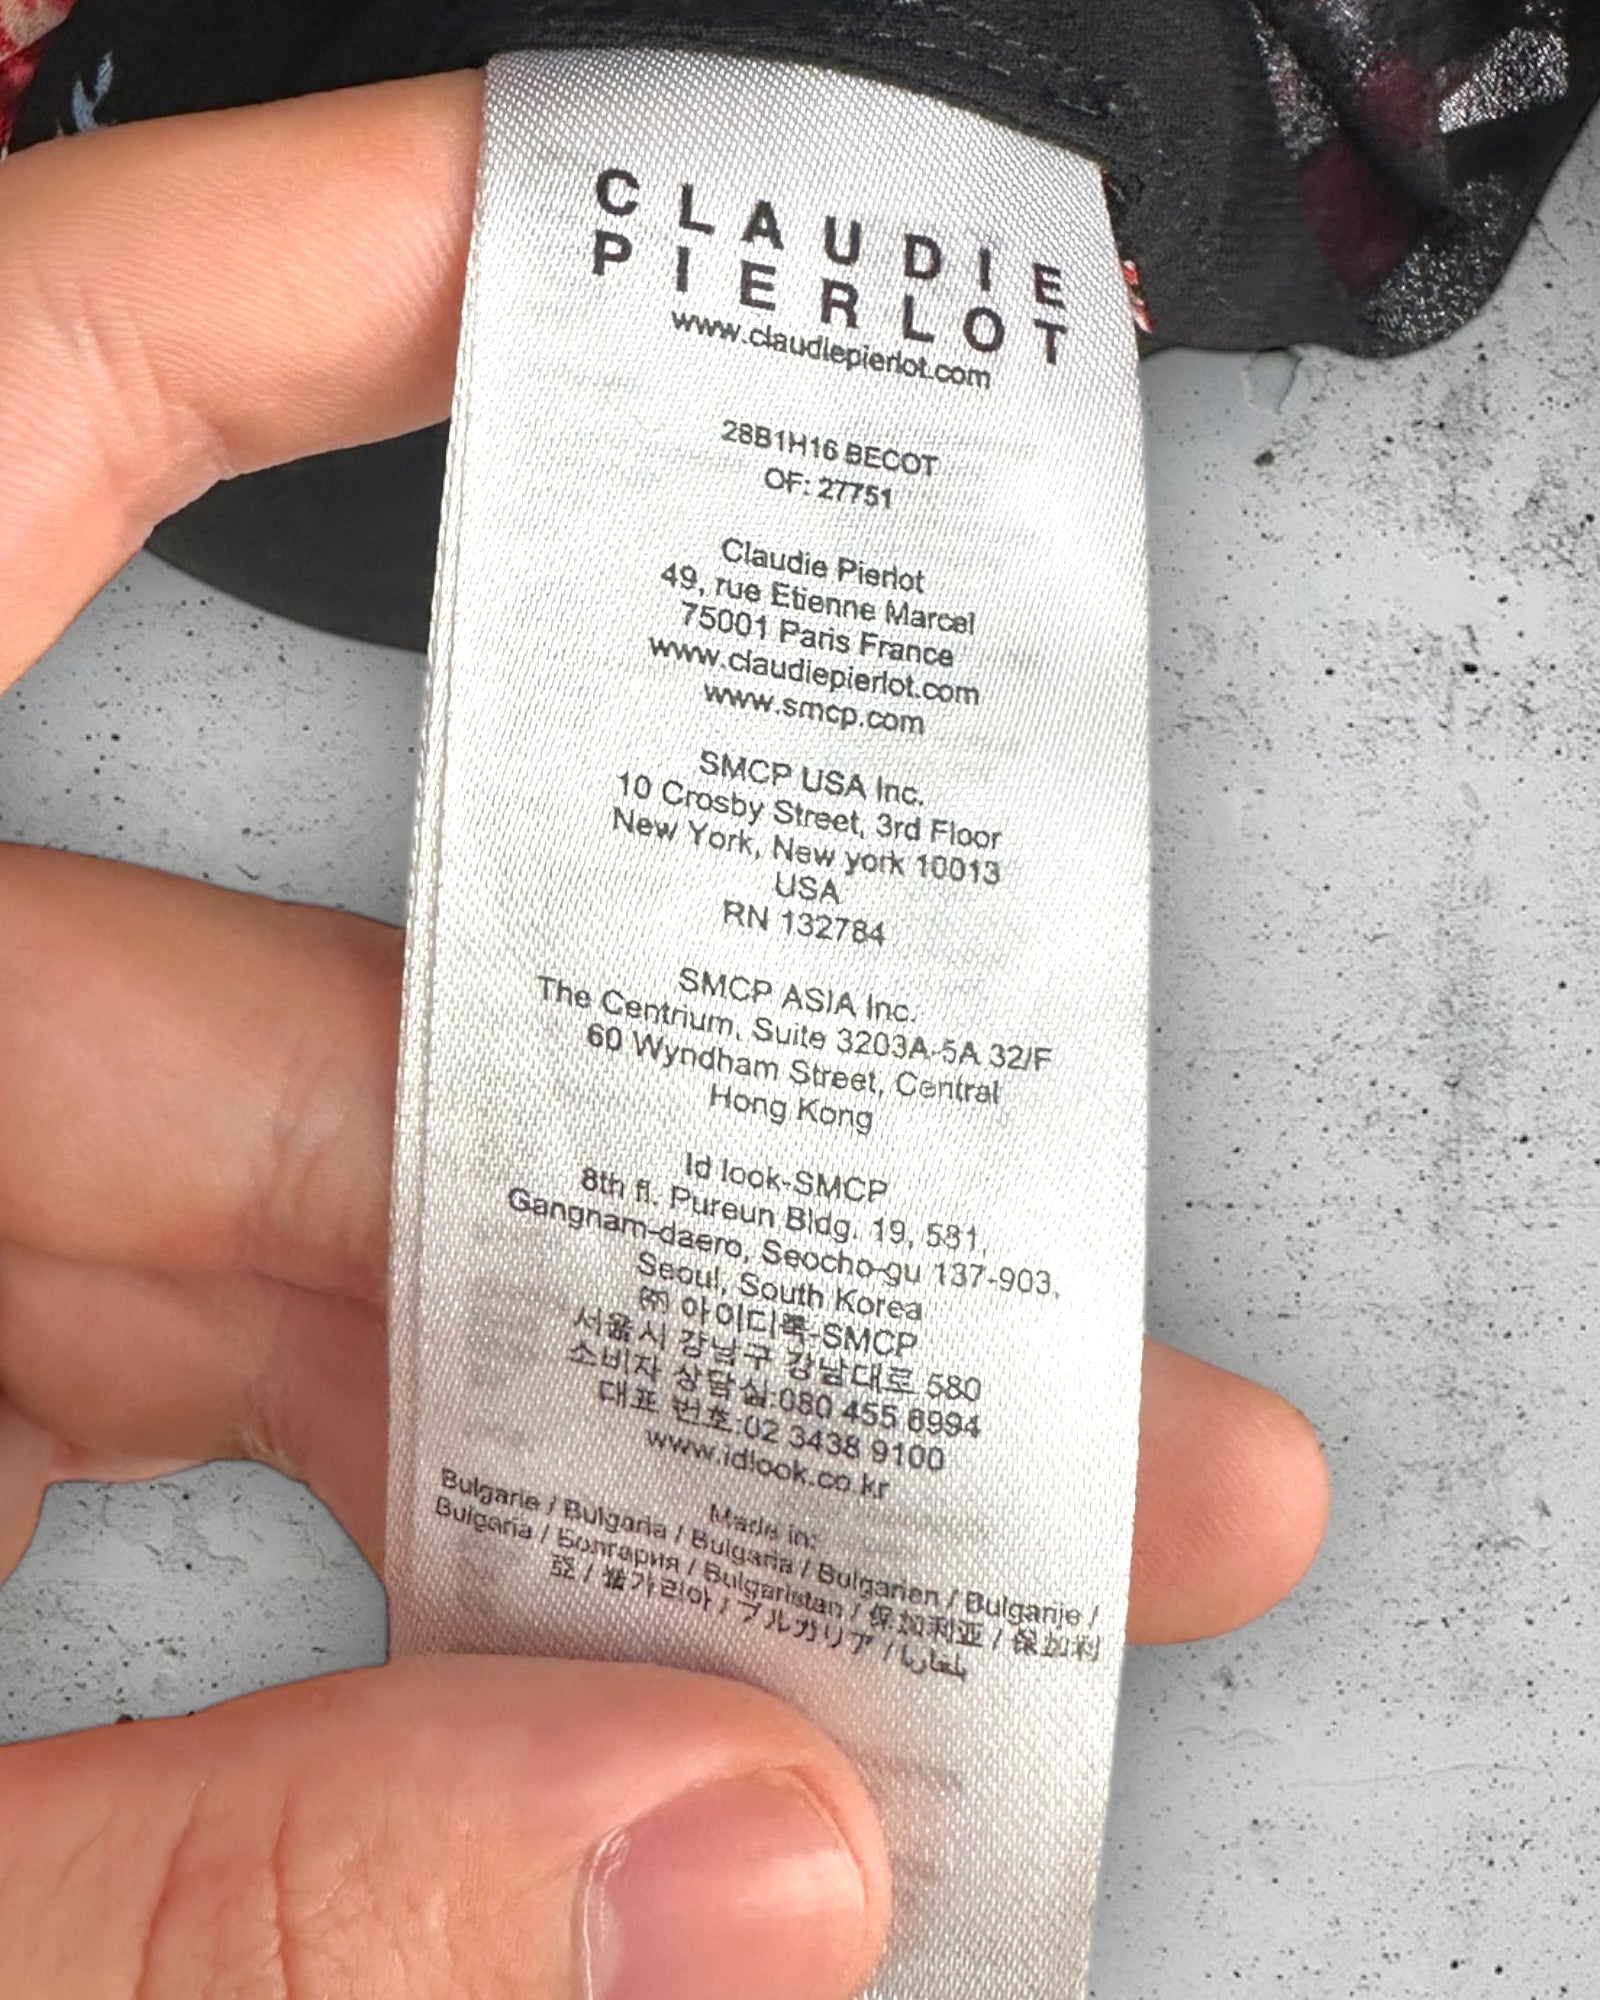 CLAUDIE
PIERLOT
www.claudiepierlot.com
28B1H16 BECOT
OF: 27751
Claudie Pierlot
49, rue Etienne Marcel
75001 Paris France
www.claudiepierlot.com
www.smcp.com
SMCP USA Inc.
10 Crosby Street, 3rd Floor
New York, New york 10013
USA
RN 132784
SMCP ASIA Inc.
The Centrium, Suite 3203A-5A 32/F
60 Wyndham Street, Central
Hong Kong
Id look-SMCP
8th fl. Pureun Bldg. 19, 581,
Gangnam-daero, Seocho-gu 137-903,
Seoul, South Korea
㈜ 아이디룩-SMCP
서울시 강남구 강남대로 580
소비자 상담실:080 455 6994
대표 번호:02 3438 9100
www.idlook.co.kr
Made in:
Bulgarie / Bulgaria / Bulgaria / Bulgarien / Bulgarije /
Bulgaria / Болгария / Bulgaristan / 保加利亚 / 保加利
亞 / 불가리아 / ブルガリア / بلغاريا